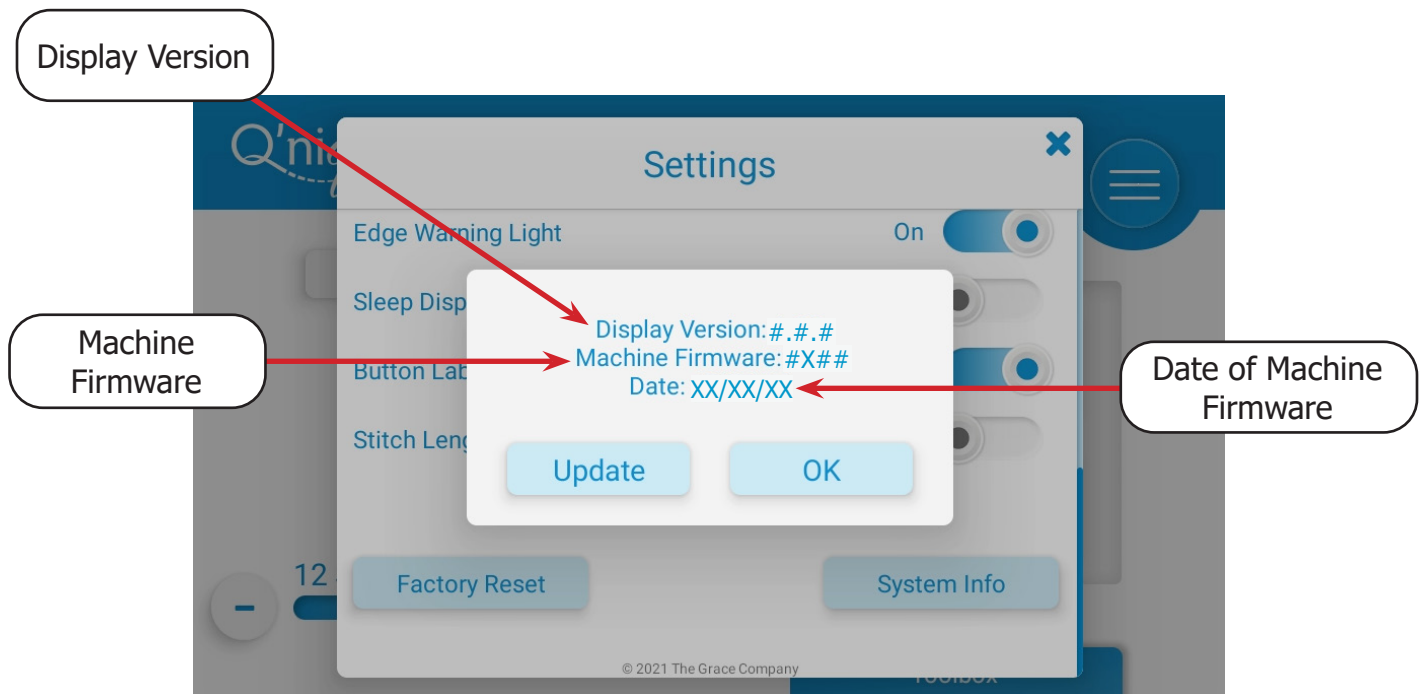 Display Version
Q'ni
Settings
Edge Warning Light
On
Sleep Disp
Display Version: #.#.#
Machine
Firmware
Machine Firmware: #X##
Button Lab
Date: XX/XX/XX
Date of Machine
Firmware
Stitch Leng
Update
OK
12
Factory Reset
System Info
© 2021 The Grace Company
Toolbox